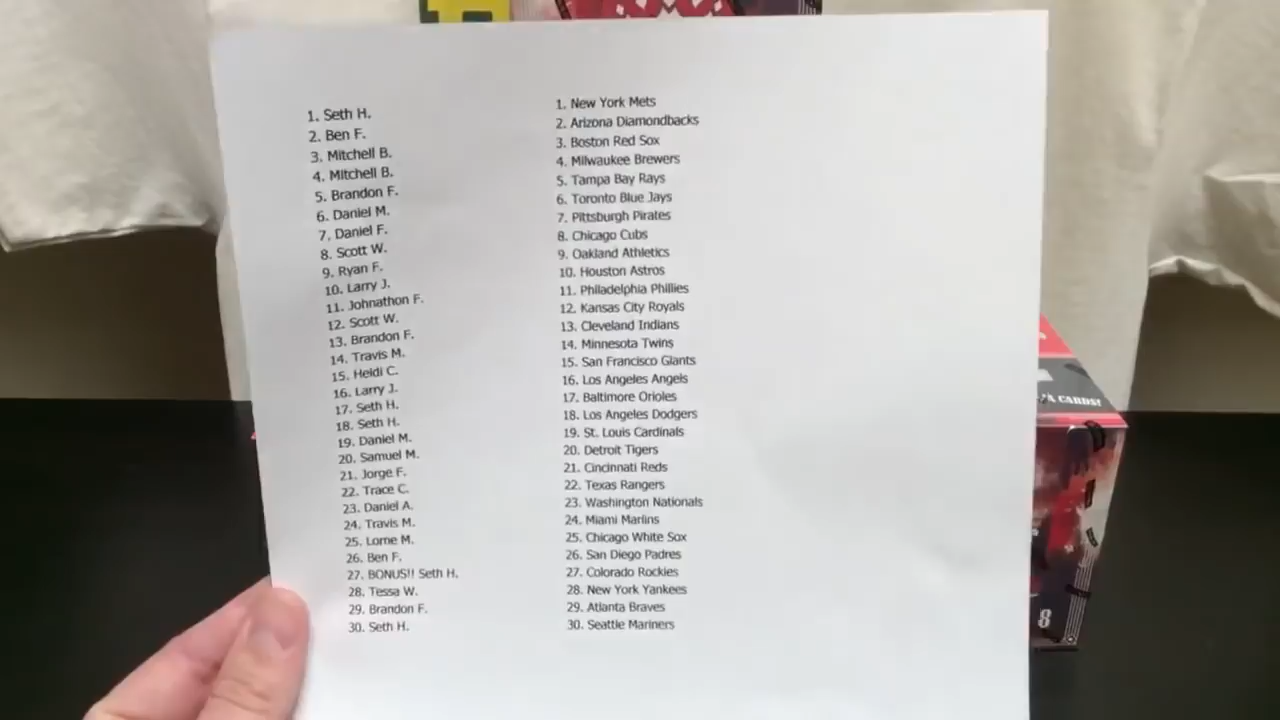 1. Seth H.
2. Ben F.
3. Mitchell B.
4. Mitchell B.
5. Brandon F.
6. Daniel M.
7. Daniel F.
8. Scott W.
9. Ryan F.
10. Larry J.
11. Johnathon F.
12. Scott W.
13. Brandon F.
14. Travis M.
15. Heidi C.
16. Larry J.
17. Seth H.
18. Seth H.
19. Daniel M.
20. Samuel M.
21. Jorge F.
22. Trace C.
23. Daniel A.
24. Travis M.
25. Lorne M.
26. Ben F.
27. BONUS!! Seth H.
28. Tessa W.
29. Brandon F.
30. Seth H.
1. New York Mets
2. Arizona Diamondbacks
3. Boston Red Sox
4. Milwaukee Brewers
5. Tampa Bay Rays
6. Toronto Blue Jays
7. Pittsburgh Pirates
8. Chicago Cubs
9. Oakland Athletics
10. Houston Astros
11. Philadelphia Phillies
12. Kansas City Royals
13. Cleveland Indians
14. Minnesota Twins
15. San Francisco Giants
16. Los Angeles Angels
17. Baltimore Orioles
18. Los Angeles Dodgers
19. St. Louis Cardinals
20. Detroit Tigers
21. Cincinnati Reds
22. Texas Rangers
23. Washington Nationals
24. Miami Marlins
25. Chicago White Sox
26. San Diego Padres
27. Colorado Rockies
28. New York Yankees
29. Atlanta Braves
30. Seattle Mariners
CARDS!
8